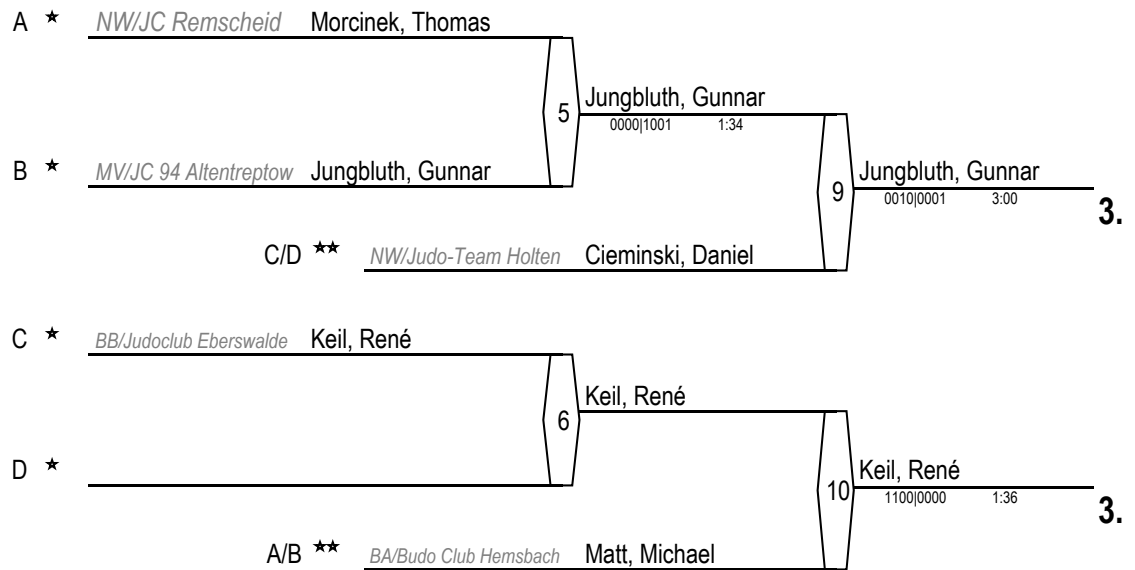 A NW/JC Remscheid Morcinek, Thomas
5 Jungbluth, Gunnar
0000|1001 1:34
B MV/JC 94 Altentreptow Jungbluth, Gunnar
9 Jungbluth, Gunnar
0010|0001 3:00
3.
C/D NW/Judo-Team Holten Cieminski, Daniel
C BB/Judoclub Eberswalde Keil, René
6 Keil, René
D
10 Keil, René
1100|0000 1:36
3.
A/B BA/Budo Club Hemsbach Matt, Michael